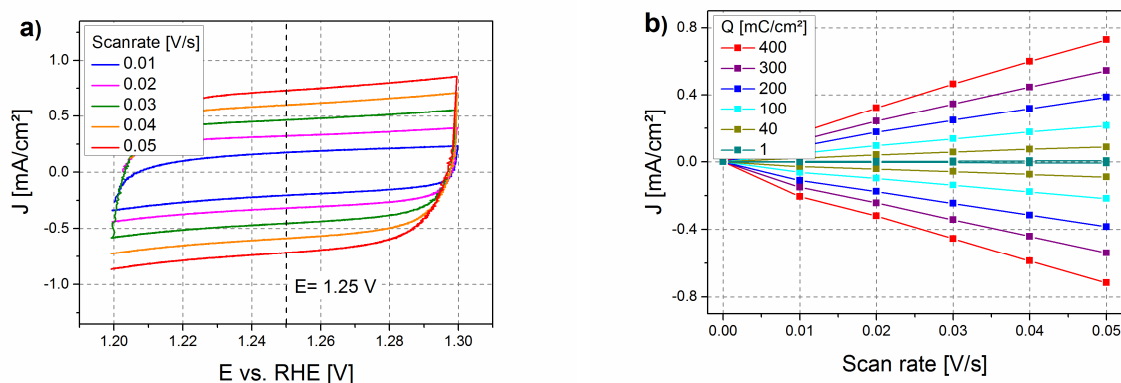 a)
Scanrate [V/s]
0.01
0.02
0.03
0.04
0.05
1.0
0.5
0.0
-0.5
-1.0
J [mA/cm²]
E= 1.25 V
1.20 1.22 1.24 1.26 1.28 1.30
E vs. RHE [V]
b)
Q [mC/cm²]
400
300
200
100
40
1
0.8
0.4
0.0
-0.4
-0.8
J [mA/cm²]
0.00 0.01 0.02 0.03 0.04 0.05
Scan rate [V/s]